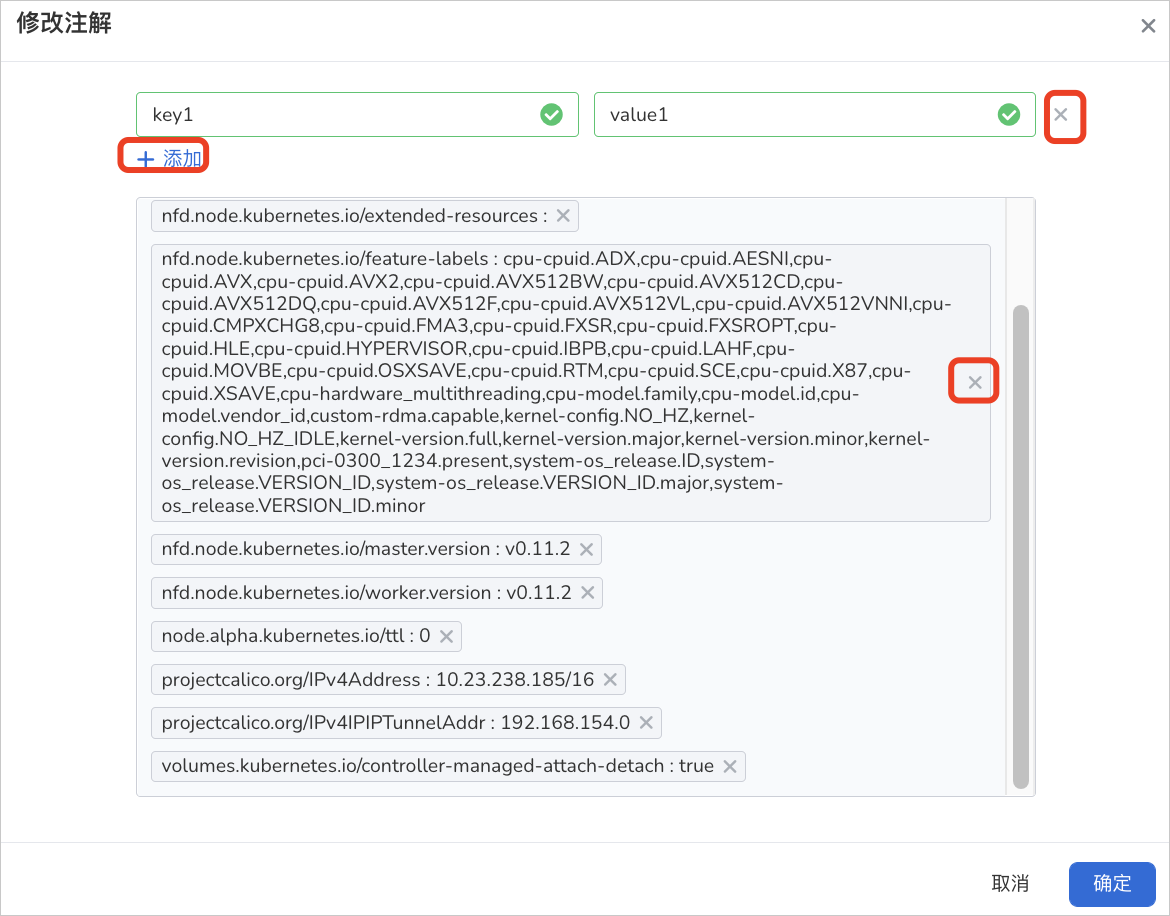 修改注解
key1
value1
添加
nfd.node.kubernetes.io/extended-resources :
nfd.node.kubernetes.io/feature-labels : cpu-cpuid.ADX,cpu-cpuid.AESNI,cpu-
cpuid.AVX,cpu-cpuid.AVX2,cpu-cpuid.AVX512BW,cpu-cpuid.AVX512CD,cpu-
cpuid.AVX512DQ,cpu-cpuid.AVX512F,cpu-cpuid.AVX512VL,cpu-cpuid.AVX512VNNI,cpu-
cpuid.CMPXCHG8,cpu-cpuid.FMA3,cpu-cpuid.FXSR,cpu-cpuid.FXSROPT,cpu-
cpuid.HLE,cpu-cpuid.HYPERVISOR,cpu-cpuid.IBPB,cpu-cpuid.LAHF,cpu-
cpuid.MOVBE,cpu-cpuid.OSXSAVE,cpu-cpuid.RTM,cpu-cpuid.SCE,cpu-cpuid.X87,cpu-
cpuid.XSAVE,cpu-hardware_multithreading,cpu-model.family,cpu-model.id,cpu-
model.vendor_id,custom-rdma.capable,kernel-config.NO_HZ,kernel-
config.NO_HZ_IDLE,kernel-version.full,kernel-version.major,kernel-version.minor,kernel-
version.revision,pci-0300_1234.present,system-os_release.ID,system-
os_release.VERSION_ID,system-os_release.VERSION_ID.major,system-
os_release.VERSION_ID.minor
nfd.node.kubernetes.io/master.version : v0.11.2
nfd.node.kubernetes.io/worker.version : v0.11.2
node.alpha.kubernetes.io/ttl : 0
projectcalico.org/IPv4Address : 10.23.238.185/16
projectcalico.org/IPv4IPIPTunnelAddr : 192.168.154.0
volumes.kubernetes.io/controller-managed-attach-detach : true
取消
确定